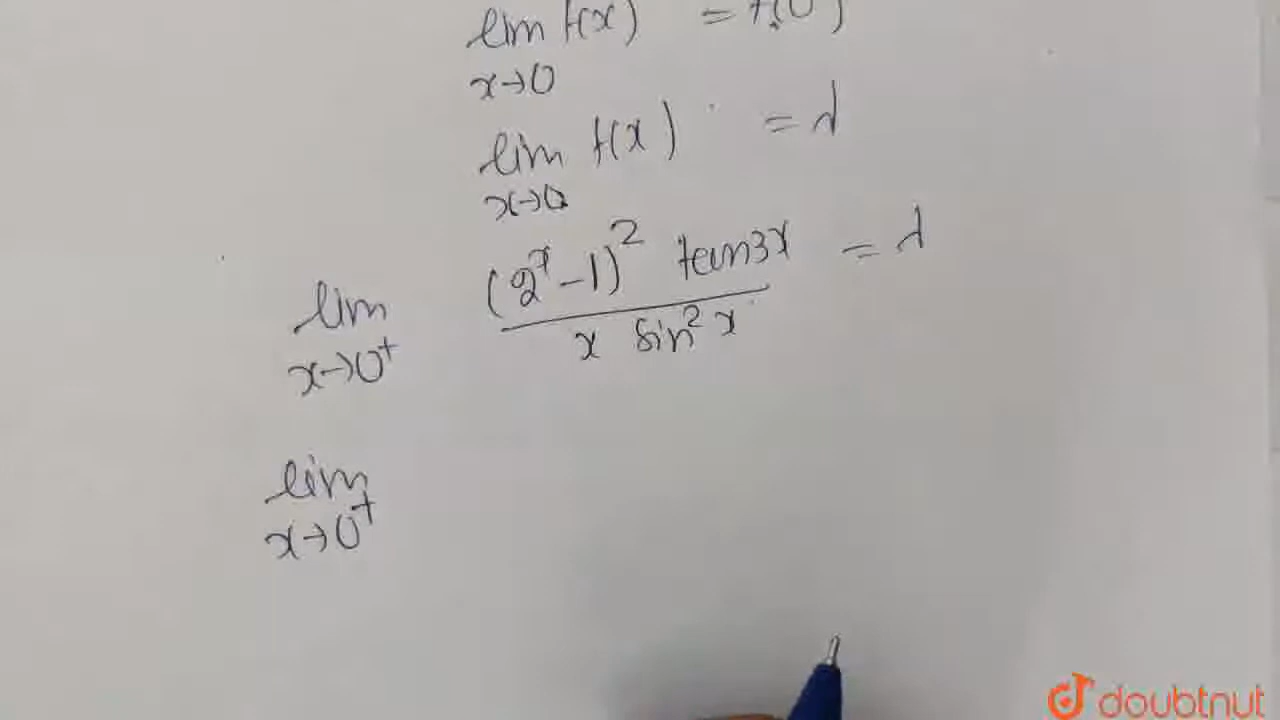 lim f(x) = f(0)
x→0
lim f(x) = λ
x→0
lim (2^x - 1)^2 tan3x / x sin^2 x = λ
x→0^+
lim
x→0^+
doubtnut